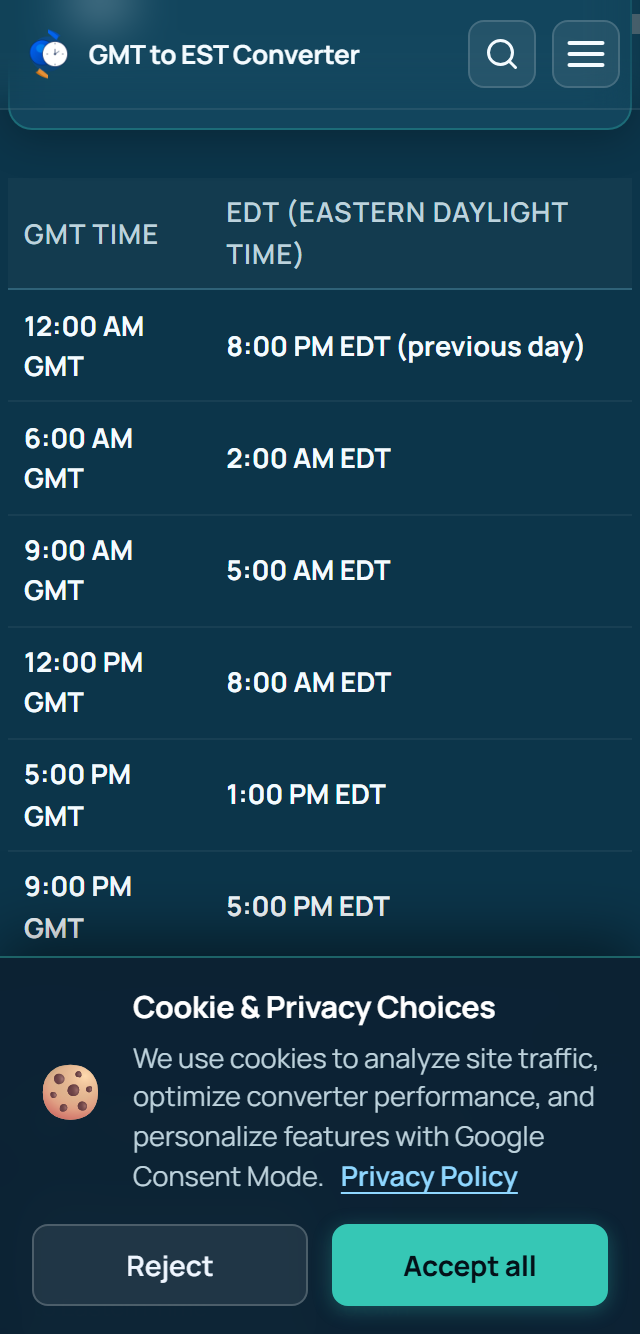 GMT to EST Converter
GMT TIME
EDT (EASTERN DAYLIGHT
TIME)
12:00 AM
GMT
8:00 PM EDT (previous day)
6:00 AM
GMT
2:00 AM EDT
9:00 AM
GMT
5:00 AM EDT
12:00 PM
GMT
8:00 AM EDT
5:00 PM
GMT
1:00 PM EDT
9:00 PM
GMT
5:00 PM EDT
Cookie & Privacy Choices
We use cookies to analyze site traffic,
optimize converter performance, and
personalize features with Google
Consent Mode. Privacy Policy
Reject
Accept all